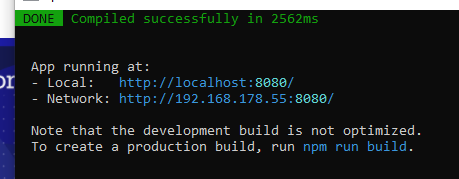 DONE Compiled successfully in 2562ms
App running at:
- Local: http://localhost:8080/
- Network: http://192.168.178.55:8080/
Note that the development build is not optimized.
To create a production build, run npm run build.